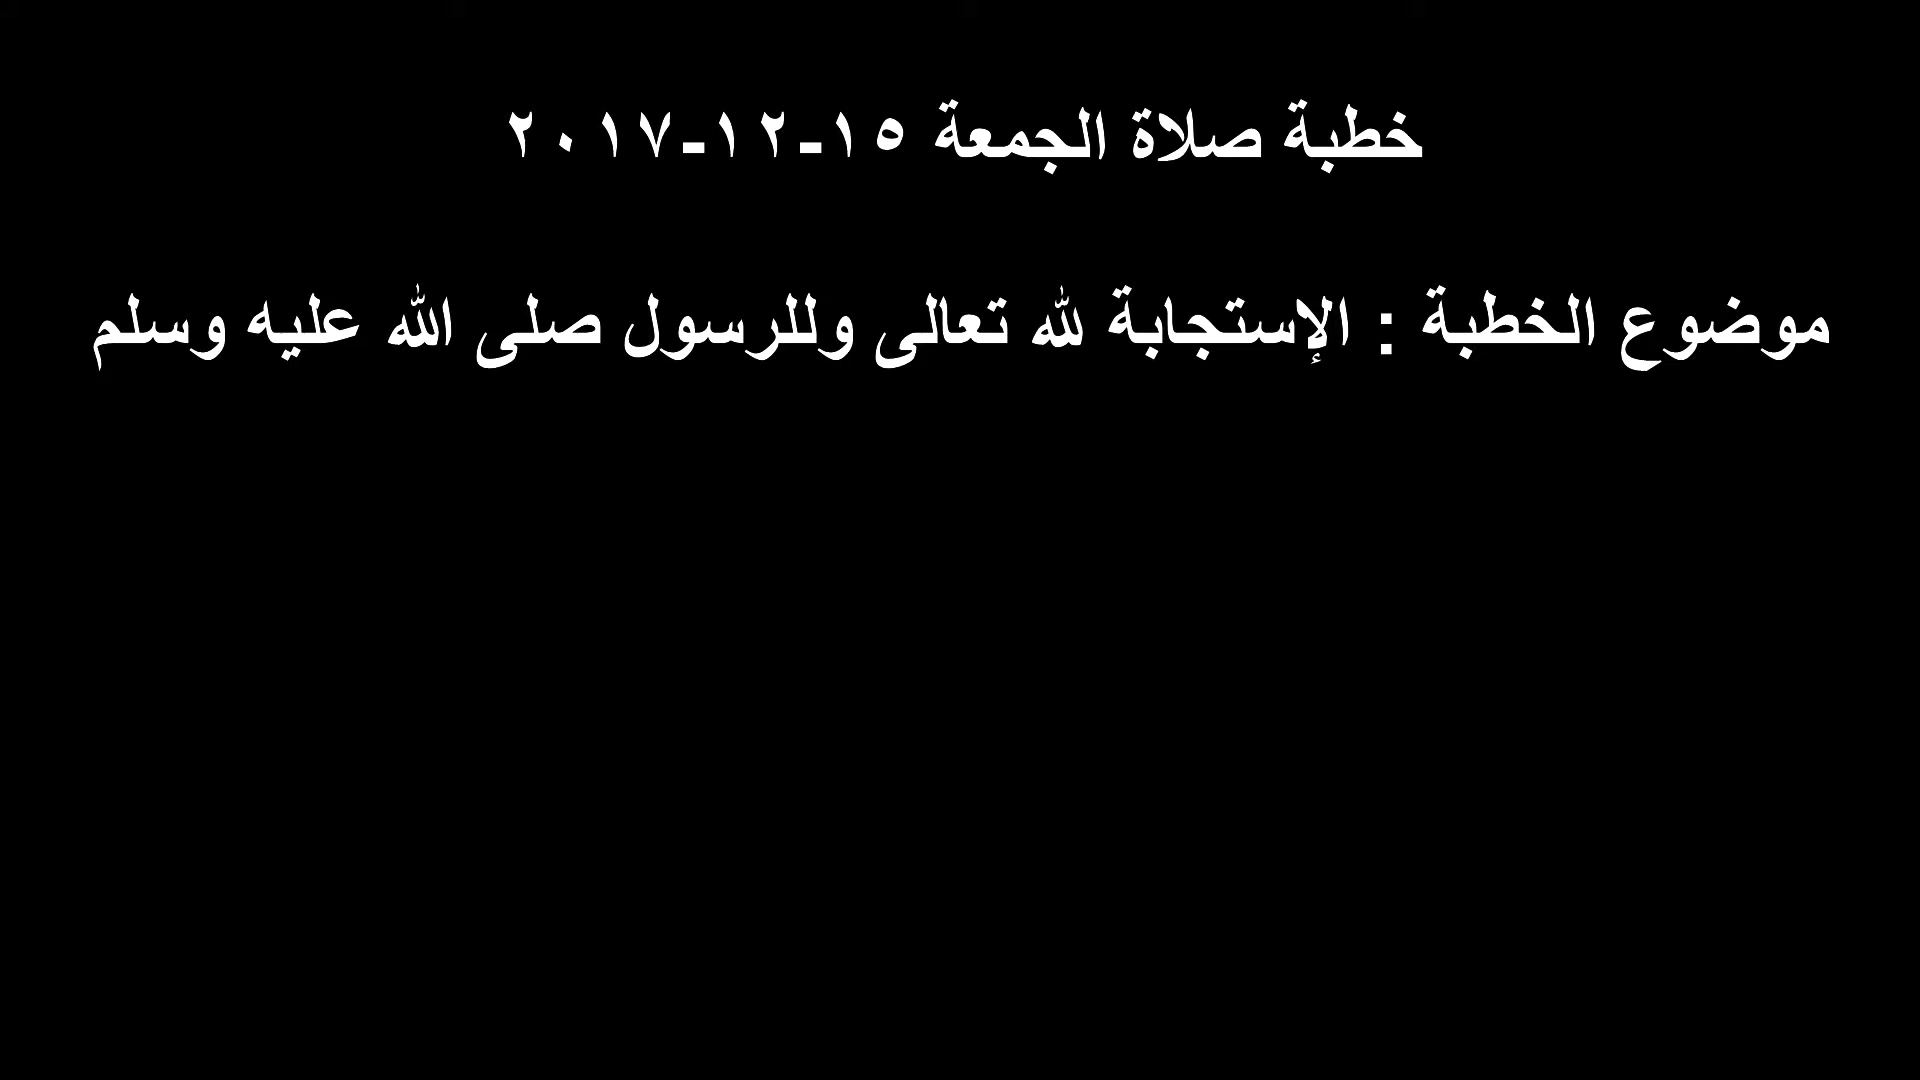 خطبة صلاة الجمعة ١٥-١٢-٢٠١٧
موضوع الخطبة : الإستجابة لله تعالى وللرسول صلى الله عليه وسلم